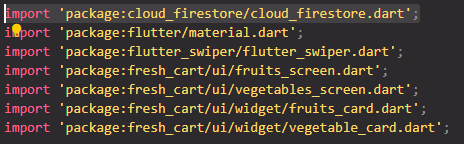 import 'package:cloud_firestore/cloud_firestore.dart';
import 'package:flutter/material.dart';
import 'package:flutter_swiper/flutter_swiper.dart';
import 'package:fresh_cart/ui/fruits_screen.dart';
import 'package:fresh_cart/ui/vegetables_screen.dart';
import 'package:fresh_cart/ui/widget/fruits_card.dart';
import 'package:fresh_cart/ui/widget/vegetable_card.dart';